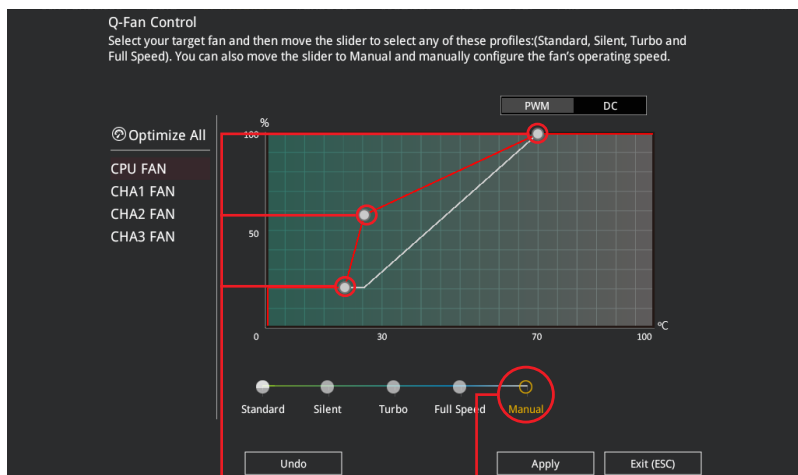 Q-Fan Control
Select your target fan and then move the slider to select any of these profiles:(Standard, Silent, Turbo and
Full Speed). You can also move the slider to Manual and manually configure the fan's operating speed.
PWM DC
%
Optimize All
100
CPU FAN
CHA1 FAN
CHA2 FAN
CHA3 FAN
50
°C
0 30 70 100
Standard Silent Turbo Full Speed Manual
Undo Apply Exit (ESC)